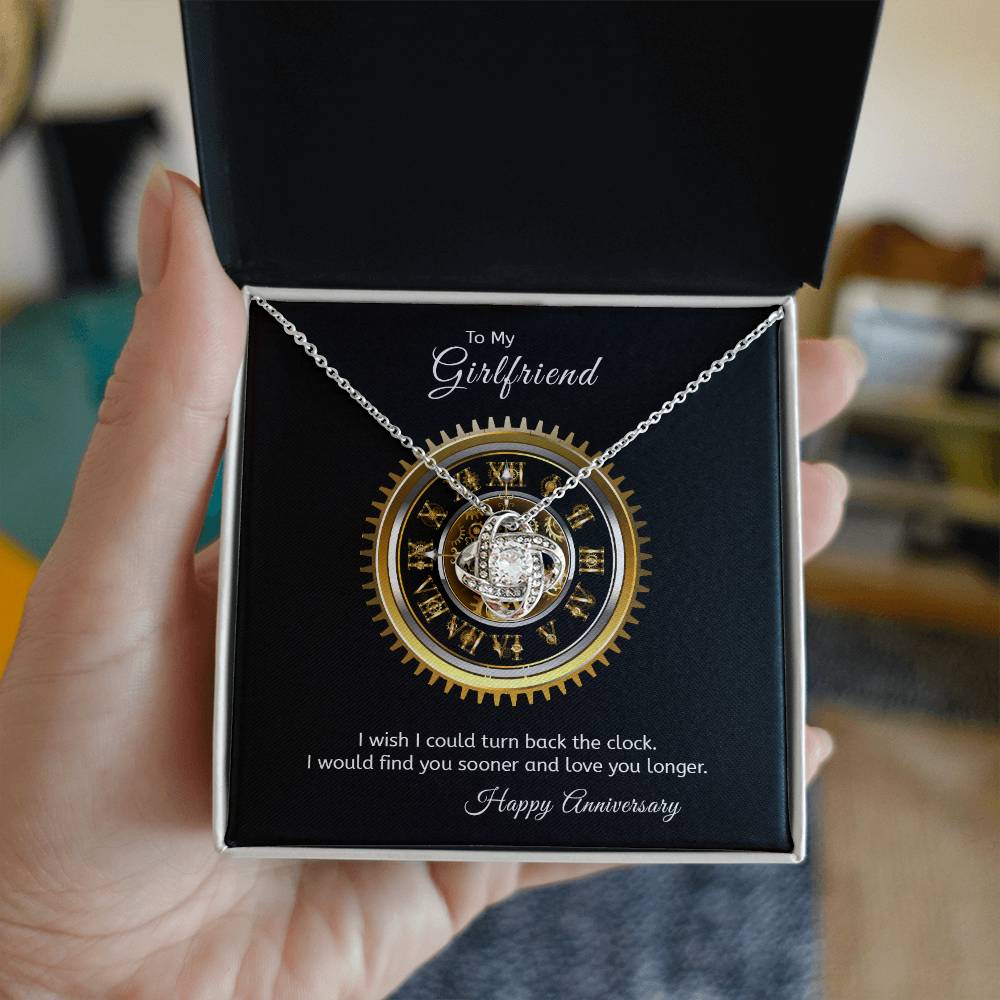 To My
Girlfriend
XII
I wish I could turn back the clock.
I would find you sooner and love you longer.
Happy Anniversary